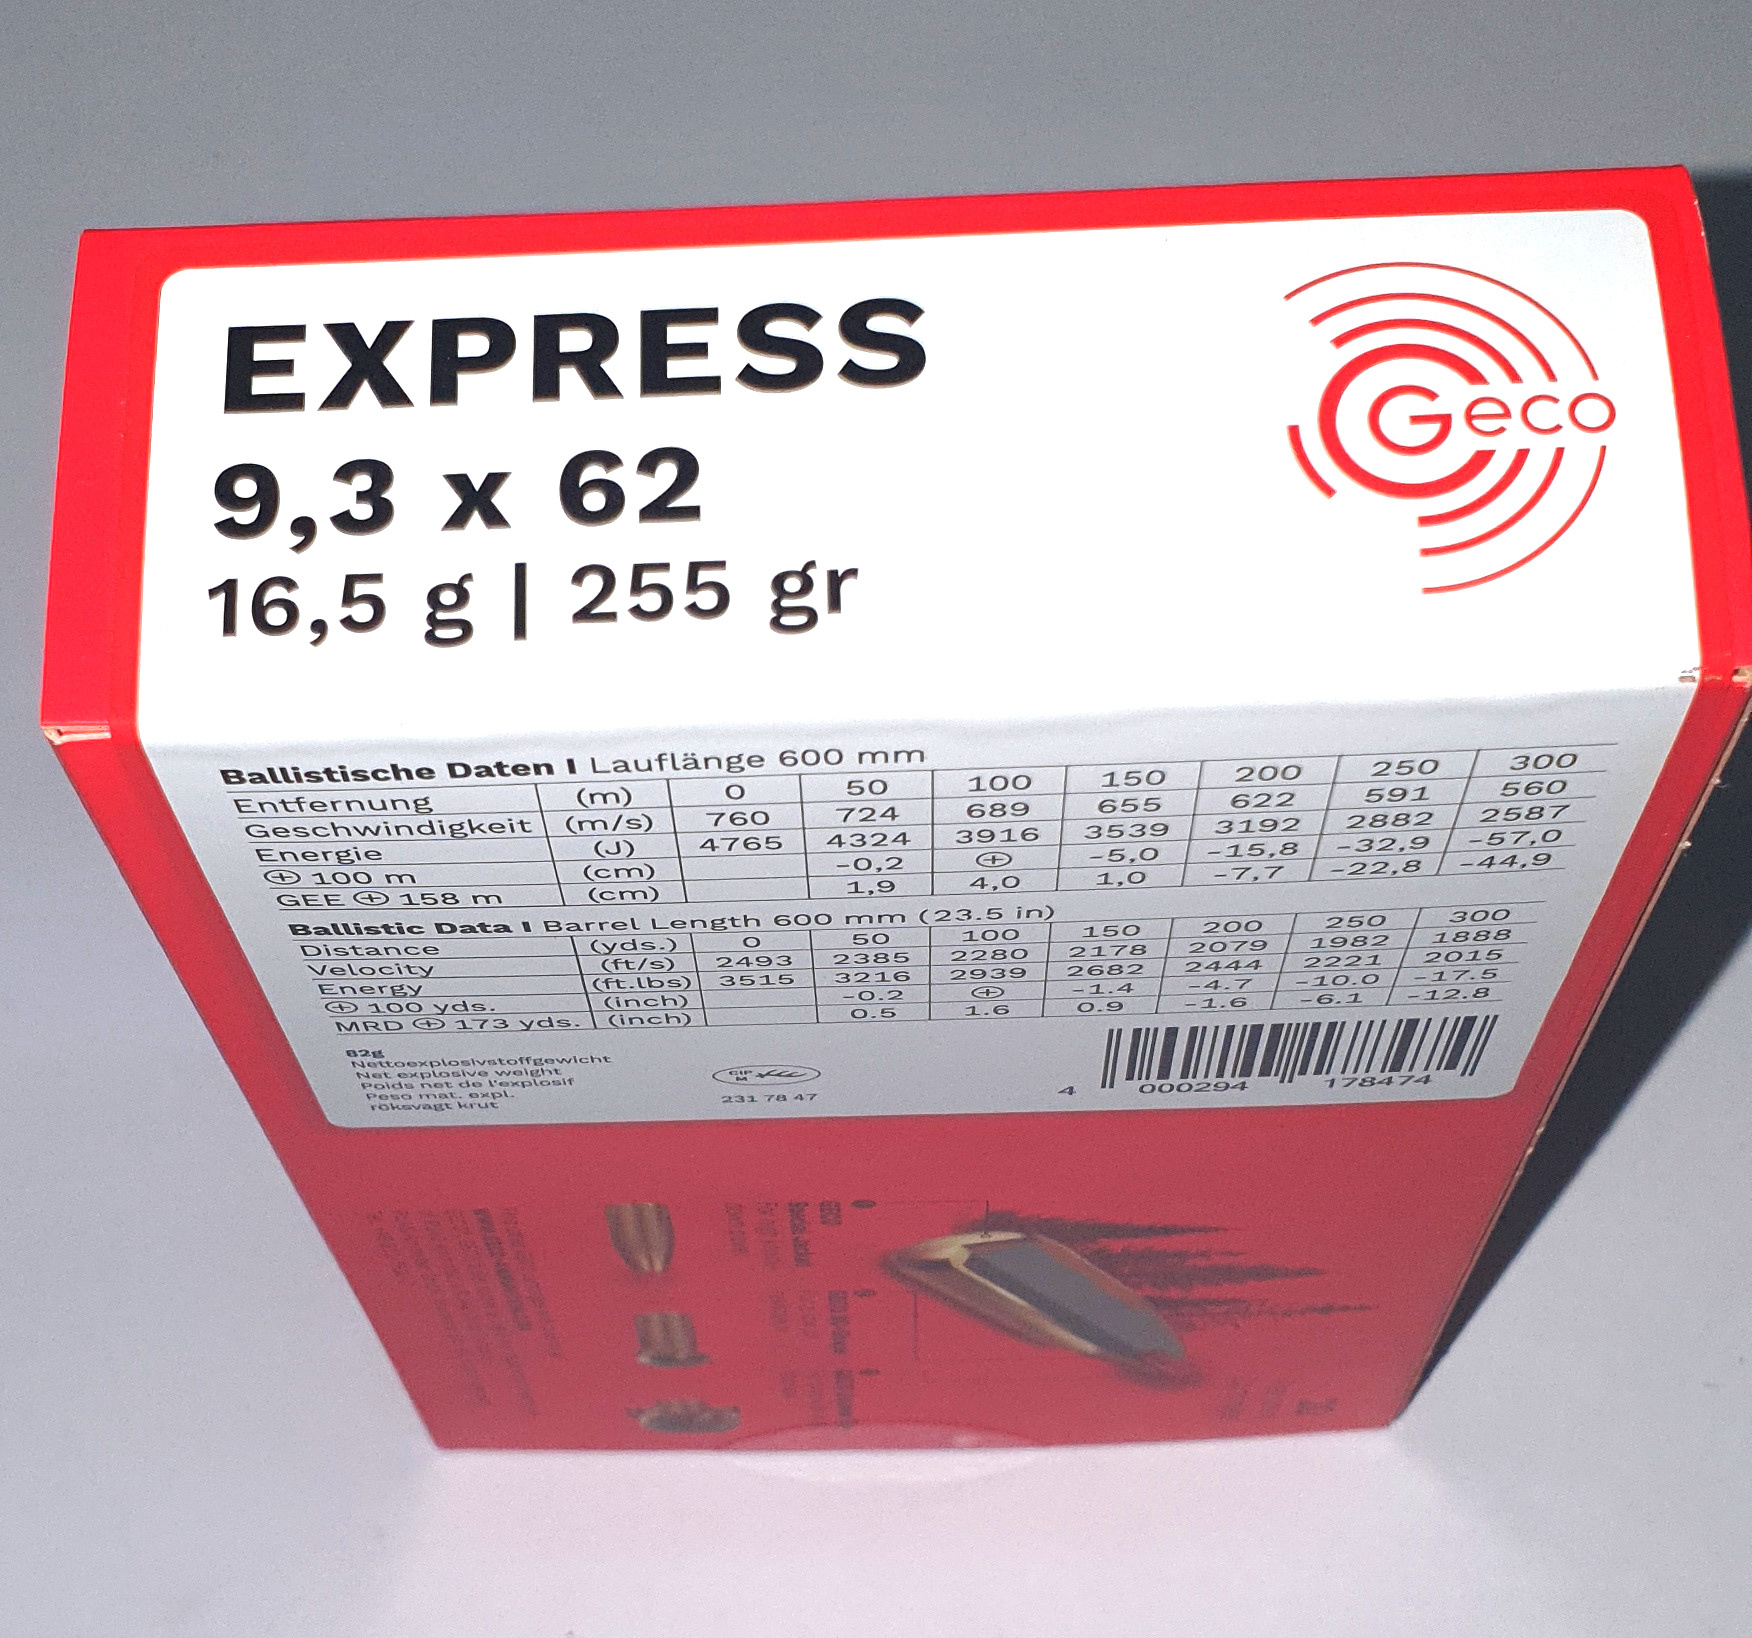 EXPRESS
9,3 x 62
16,5 g | 255 gr
Geco
Ballistische Daten I Lauflänge 600 mm
Entfernung (m) 0 50 100 150 200 250 300
Geschwindigkeit (m/s) 760 724 689 655 622 591 560
Energie (J) 4765 4324 3916 3539 3192 2882 2587
⊕ 100 m (cm) -0,2 ⊕ -5,0 -15,8 -32,9 -57,0
GEE ⊕ 158 m (cm) 1,9 4,0 1,0 -7,7 -22,8 -44,9
Ballistic Data I Barrel Length 600 mm (23.5 in)
Distance (yds.) 0 50 100 150 200 250 300
Velocity (ft/s) 2493 2385 2280 2178 2079 1982 1888
Energy (ft.lbs) 3515 3216 2939 2682 2444 2221 2015
⊕ 100 yds. (inch) -0.2 ⊕ -1.4 -4.7 -10.0 -17.5
MRD ⊕ 173 yds. (inch) 0.5 1.6 0.9 -1.6 -6.1 -12.8
82g
Nettoexplosivstoffgewicht
Net explosive weight
Poids net de l'explosif
Peso mat. expl.
röksvagt krut
CIP
M
231 78 47
4 000294 178474